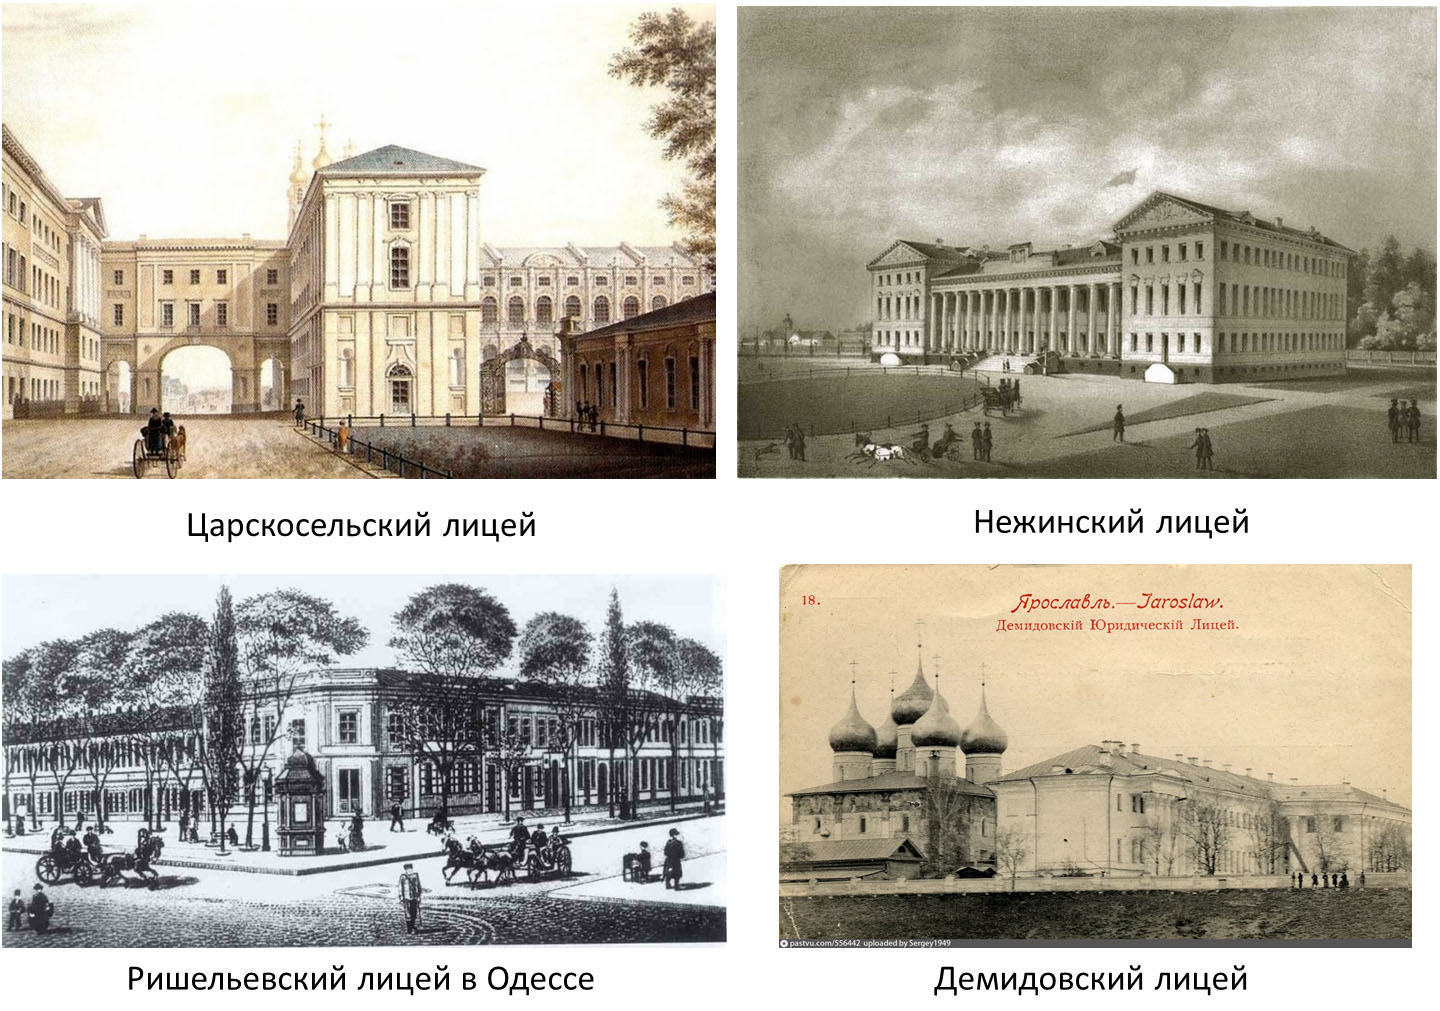 Царскосельский лицей
Нежинский лицей
18.
Ярославль.—Jaroslaw.
Демидовскій Юридическій Лицей.
pastvu.com/556442 uploaded by Sergey1949
Ришельевский лицей в Одессе
Демидовский лицей